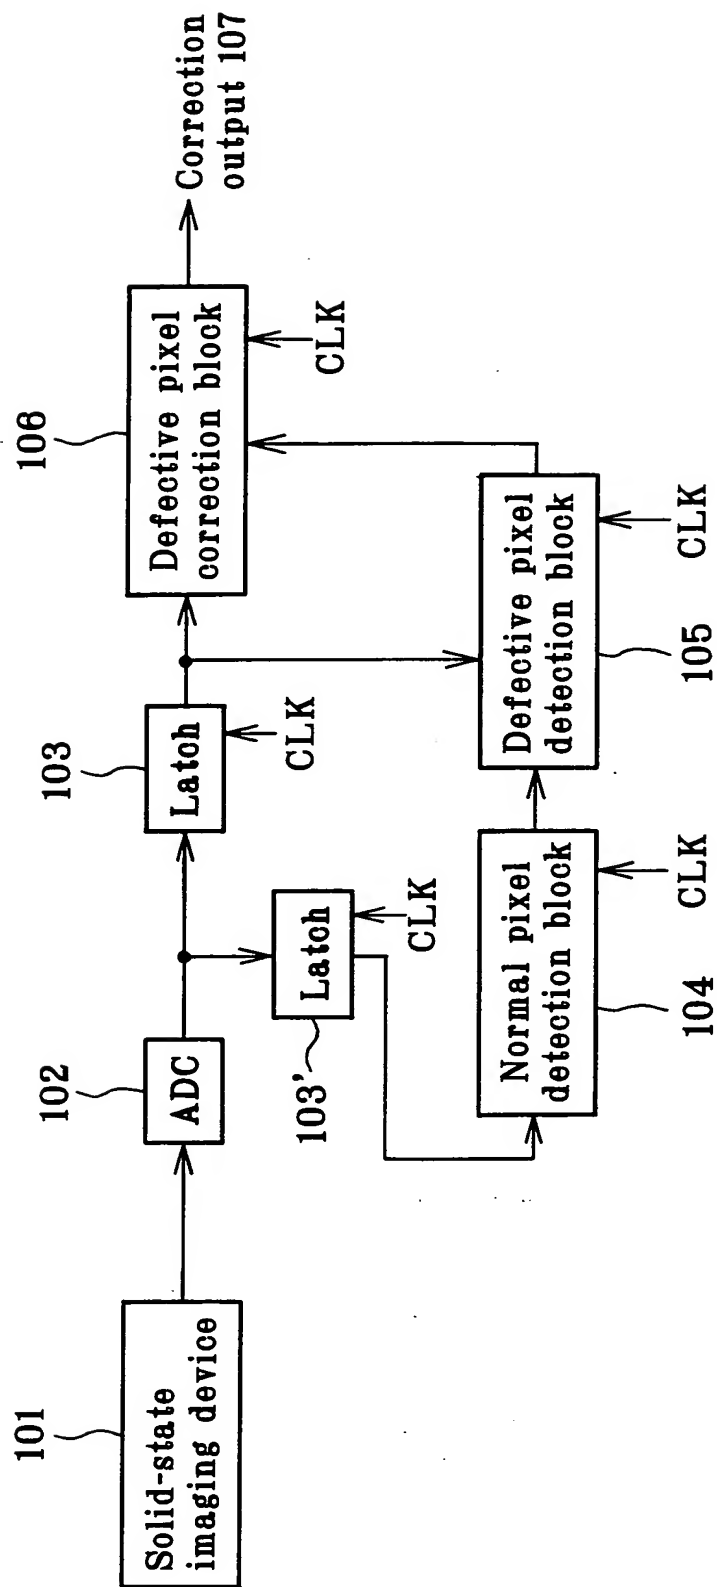 101
Solid-state
imaging device
102
ADC
103
Latch
CLK
103'
Latch
CLK
104
Normal pixel
detection block
CLK
105
Defective pixel
detection block
CLK
106
Defective pixel
correction block
CLK
Correction
output 107